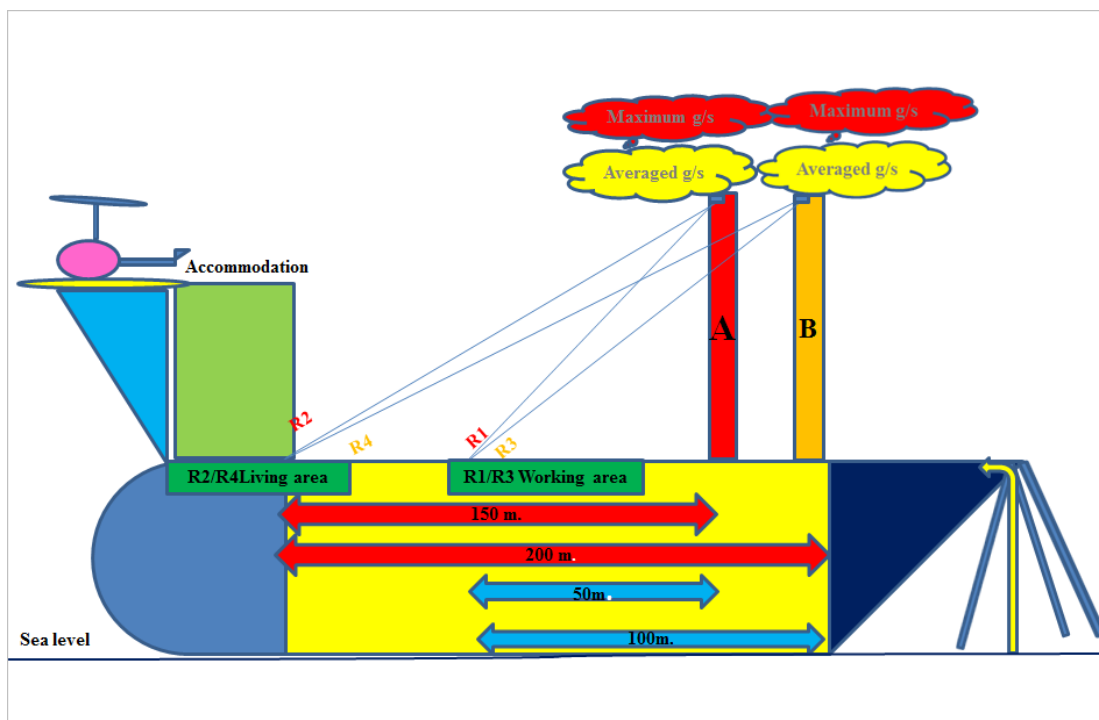 Maximum g/s
Maximum g/s
Averaged g/s
Averaged g/s
Accommodation
A
B
R2
R4
R1
R3
R2/R4Living area
R1/R3 Working area
150 m.
200 m.
50m.
100m.
Sea level